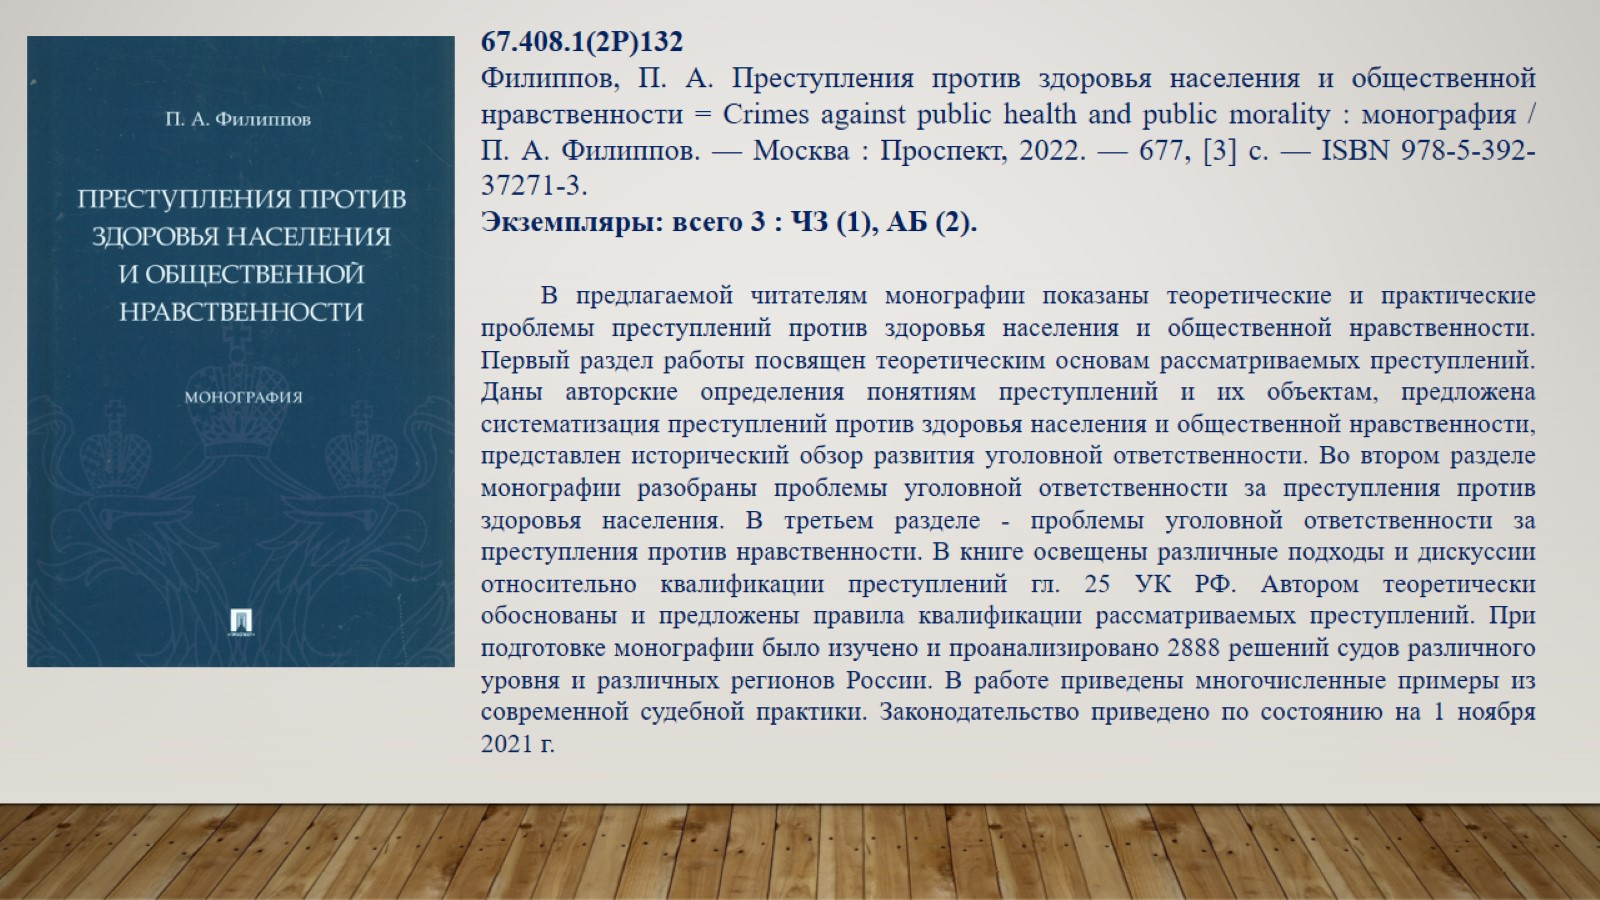 П. А. Филиппов
ПРЕСТУПЛЕНИЯ ПРОТИВ
ЗДОРОВЬЯ НАСЕЛЕНИЯ
И ОБЩЕСТВЕННОЙ
НРАВСТВЕННОСТИ
МОНОГРАФИЯ
67.408.1(2Р)132
Филиппов, П. А. Преступления против здоровья населения и общественной
нравственности = Crimes against public health and public morality : монография /
П. А. Филиппов. — Москва : Проспект, 2022. — 677, [3] с. — ISBN 978-5-392-
37271-3.
Экземпляры: всего 3 : ЧЗ (1), АБ (2).
В предлагаемой читателям монографии показаны теоретические и практические
проблемы преступлений против здоровья населения и общественной нравственности.
Первый раздел работы посвящен теоретическим основам рассматриваемых преступлений.
Даны авторские определения понятиям преступлений и их объектам, предложена
систематизация преступлений против здоровья населения и общественной нравственности,
представлен исторический обзор развития уголовной ответственности. Во втором разделе
монографии разобраны проблемы уголовной ответственности за преступления против
здоровья населения. В третьем разделе - проблемы уголовной ответственности за
преступления против нравственности. В книге освещены различные подходы и дискуссии
относительно квалификации преступлений гл. 25 УК РФ. Автором теоретически
обоснованы и предложены правила квалификации рассматриваемых преступлений. При
подготовке монографии было изучено и проанализировано 2888 решений судов различного
уровня и различных регионов России. В работе приведены многочисленные примеры из
современной судебной практики. Законодательство приведено по состоянию на 1 ноября
2021 г.